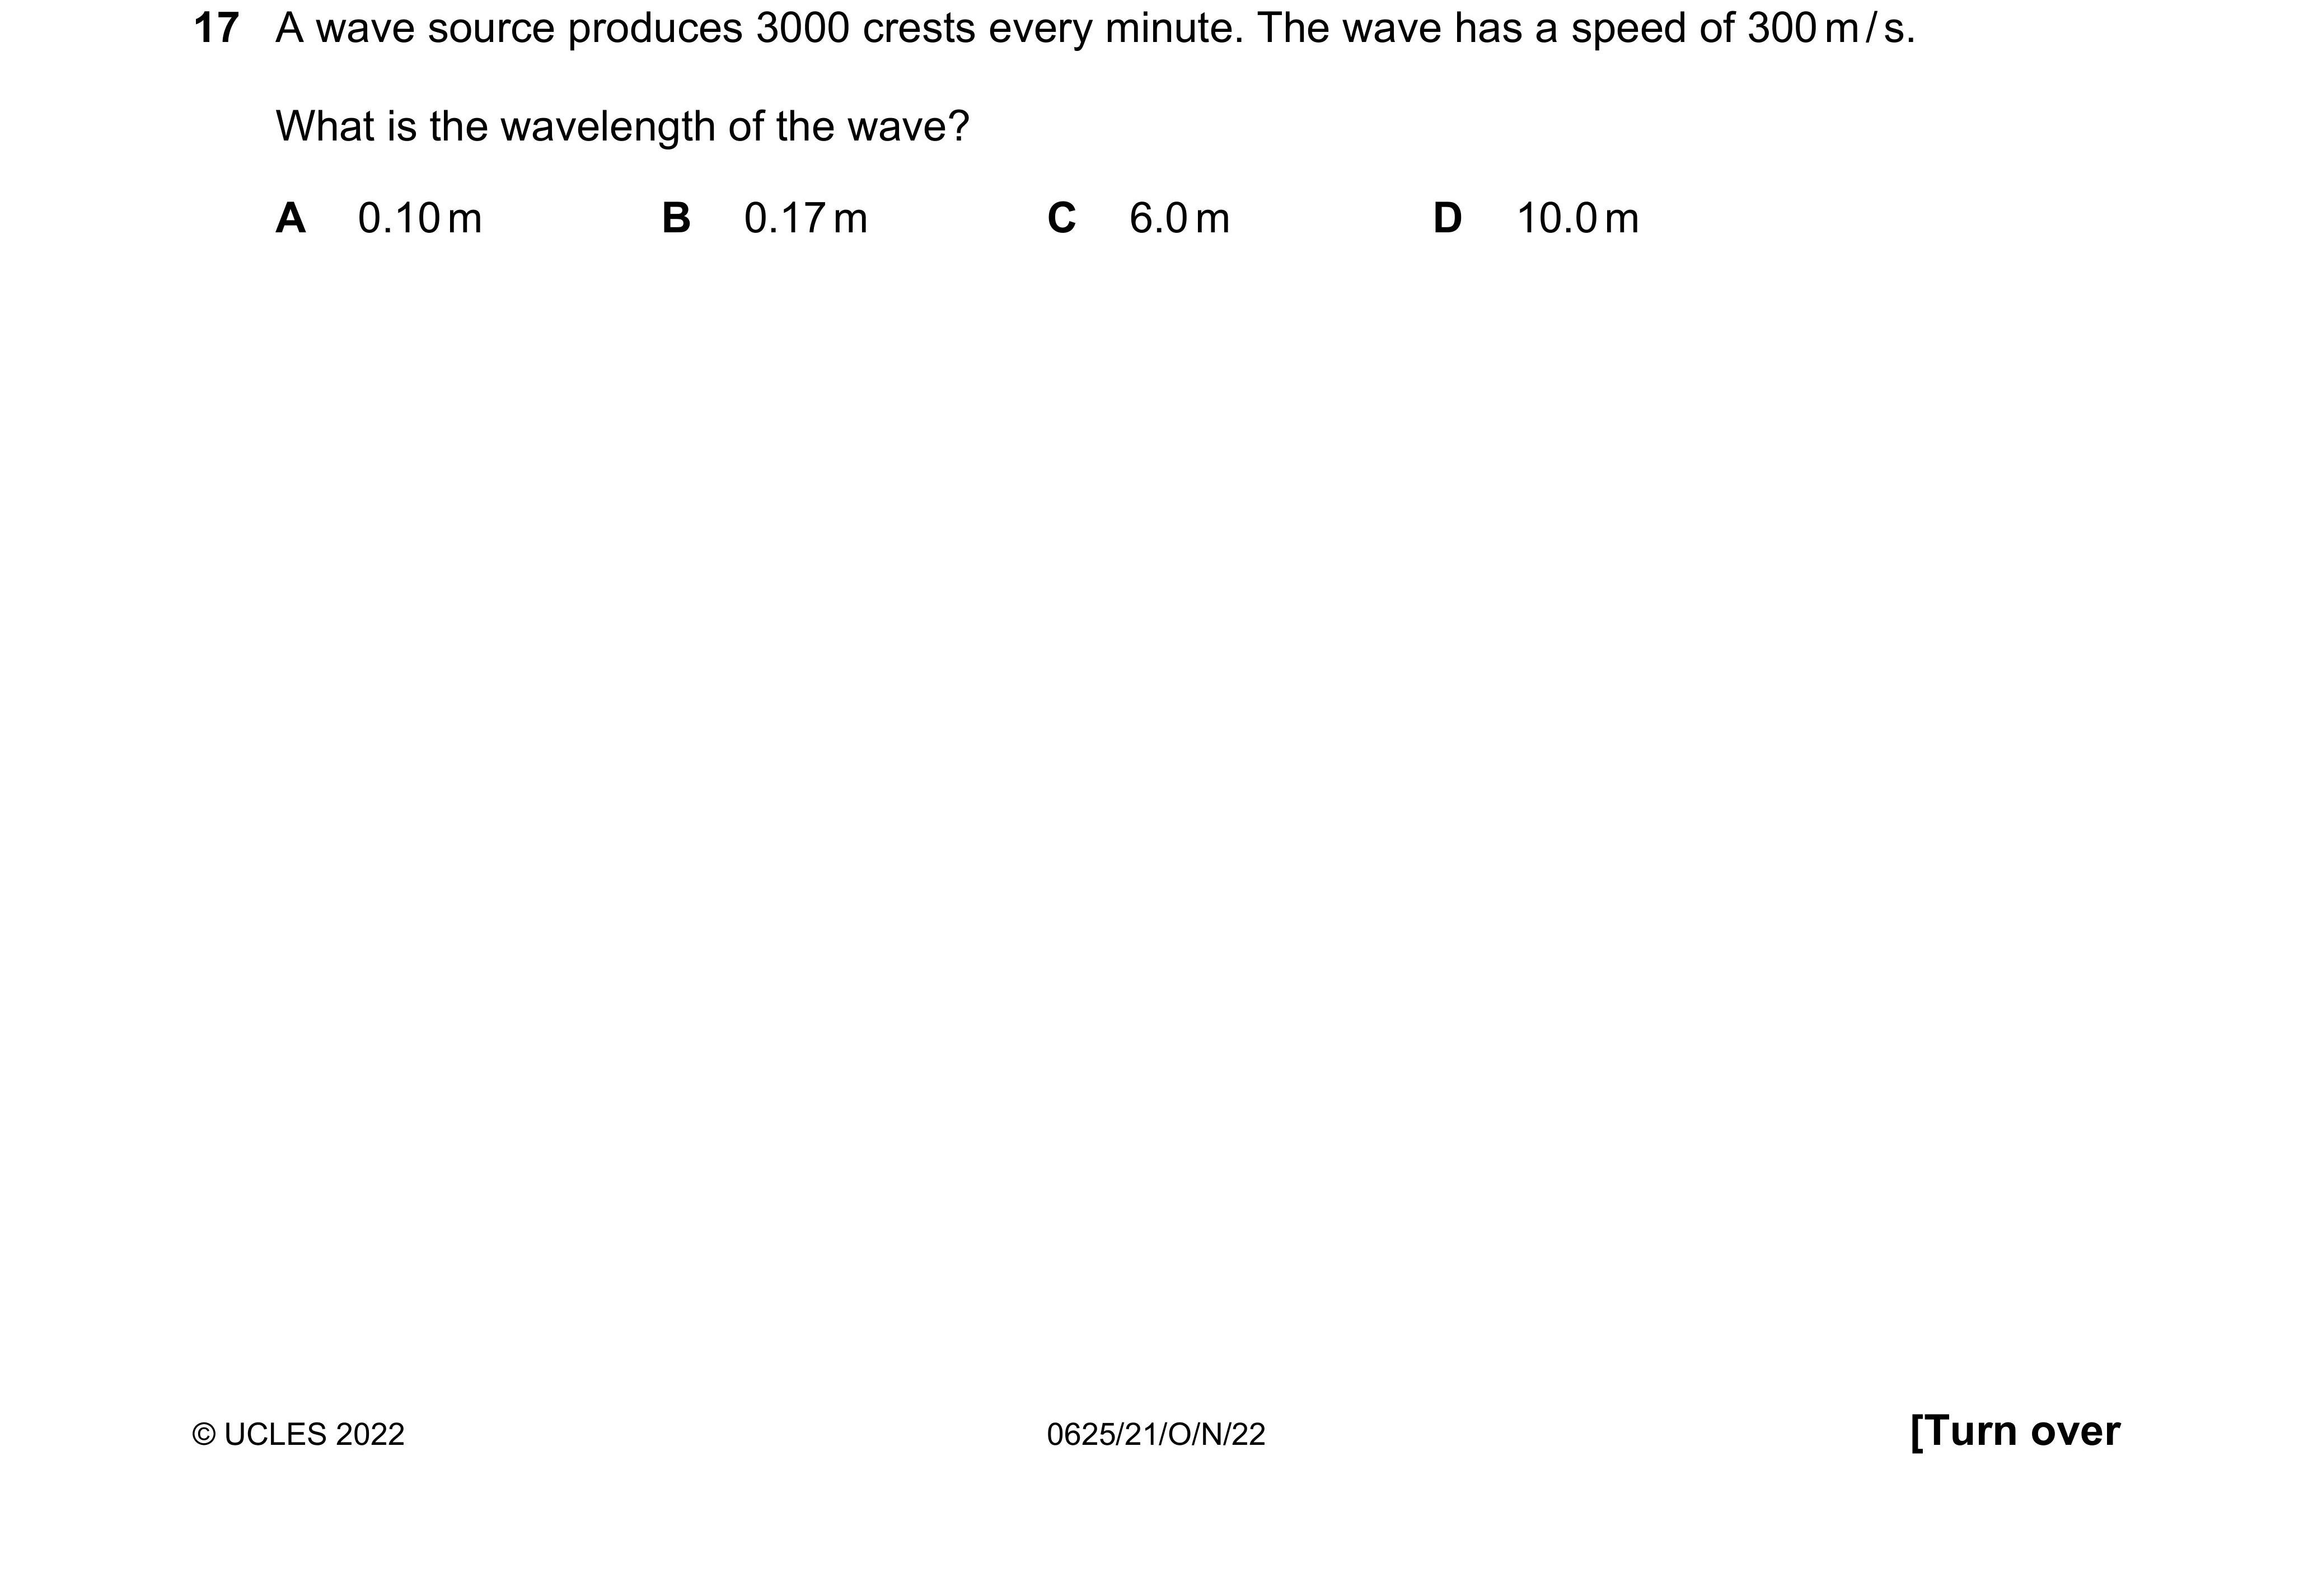 17 A wave source produces 3000 crests every minute. The wave has a speed of 300 m / s.
What is the wavelength of the wave?
A 0.10 m B 0.17 m C 6.0 m D 10.0 m
© UCLES 2022 0625/21/O/N/22 [Turn over